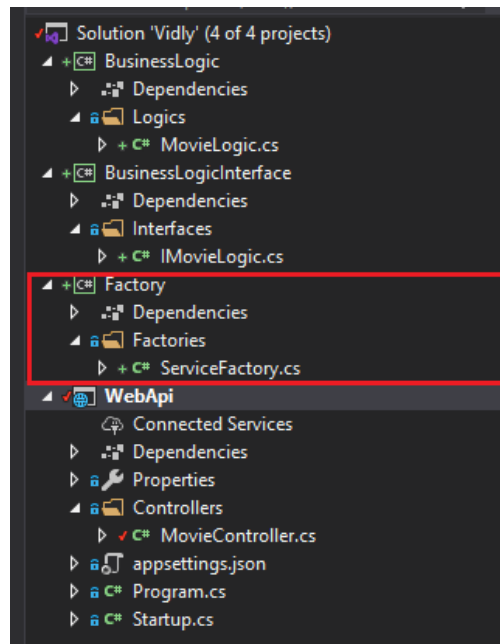 Solution 'Vidly' (4 of 4 projects)
C# BusinessLogic
Dependencies
Logics
C# MovieLogic.cs
C# BusinessLogicInterface
Dependencies
Interfaces
C# IMovieLogic.cs
C# Factory
Dependencies
Factories
C# ServiceFactory.cs
WebApi
Connected Services
Dependencies
Properties
Controllers
C# MovieController.cs
appsettings.json
C# Program.cs
C# Startup.cs